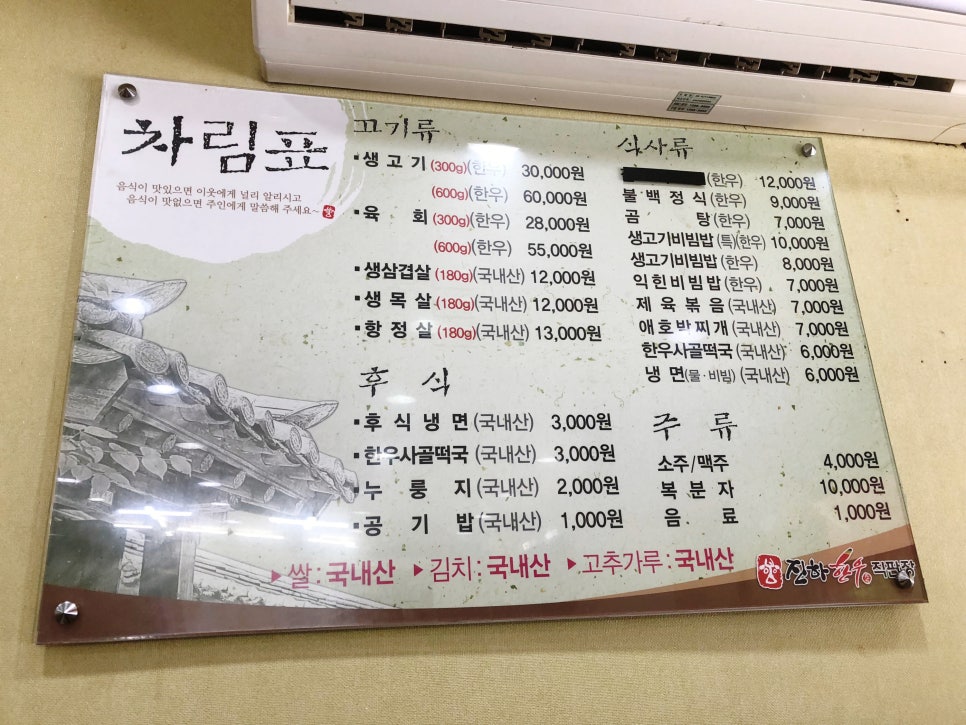 차림표
음식이 맛있으면 이웃에게 널리 알리시고
음식이 맛없으면 주인에게 말씀해 주세요~
고기류
생고기 (300g)(한우) 30,000원
(600g)(한우) 60,000원
육 회 (300g)(한우) 28,000원
(600g)(한우) 55,000원
생삼겹살 (180g)(국내산) 12,000원
생목살 (180g)(국내산) 12,000원
항정살 (180g)(국내산) 13,000원
후식
후식냉면 (국내산) 3,000원
한우사골떡국 (국내산) 3,000원
누룽지 (국내산) 2,000원
공기밥 (국내산) 1,000원
식사류
(한우) 12,000원
불백정식 (한우) 9,000원
곰탕 (한우) 7,000원
생고기비빔밥 (특)(한우) 10,000원
생고기비빔밥 (한우) 8,000원
익힌비빔밥 (한우) 7,000원
제육볶음 (국내산) 7,000원
애호박찌개 (국내산) 7,000원
한우사골떡국 (국내산) 6,000원
냉면(물·비빔) (국내산) 6,000원
주류
소주/맥주 4,000원
복분자 10,000원
음료 1,000원
▶쌀 : 국내산 ▶김치 : 국내산 ▶고추가루 : 국내산
진하한우 직판장